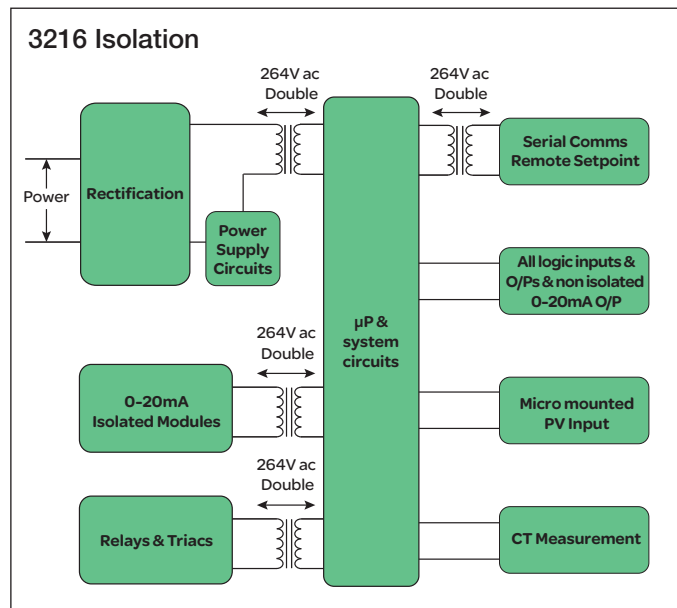 3216 Isolation
264V ac
Double
264V ac
Double
Rectification
Power
Power
Supply
Circuits
Serial Comms
Remote Setpoint
All logic inputs &
O/Ps & non isolated
0-20mA O/P
µP &
system
circuits
264V ac
Double
0-20mA
Isolated Modules
Micro mounted
PV Input
264V ac
Double
Relays & Triacs
CT Measurement